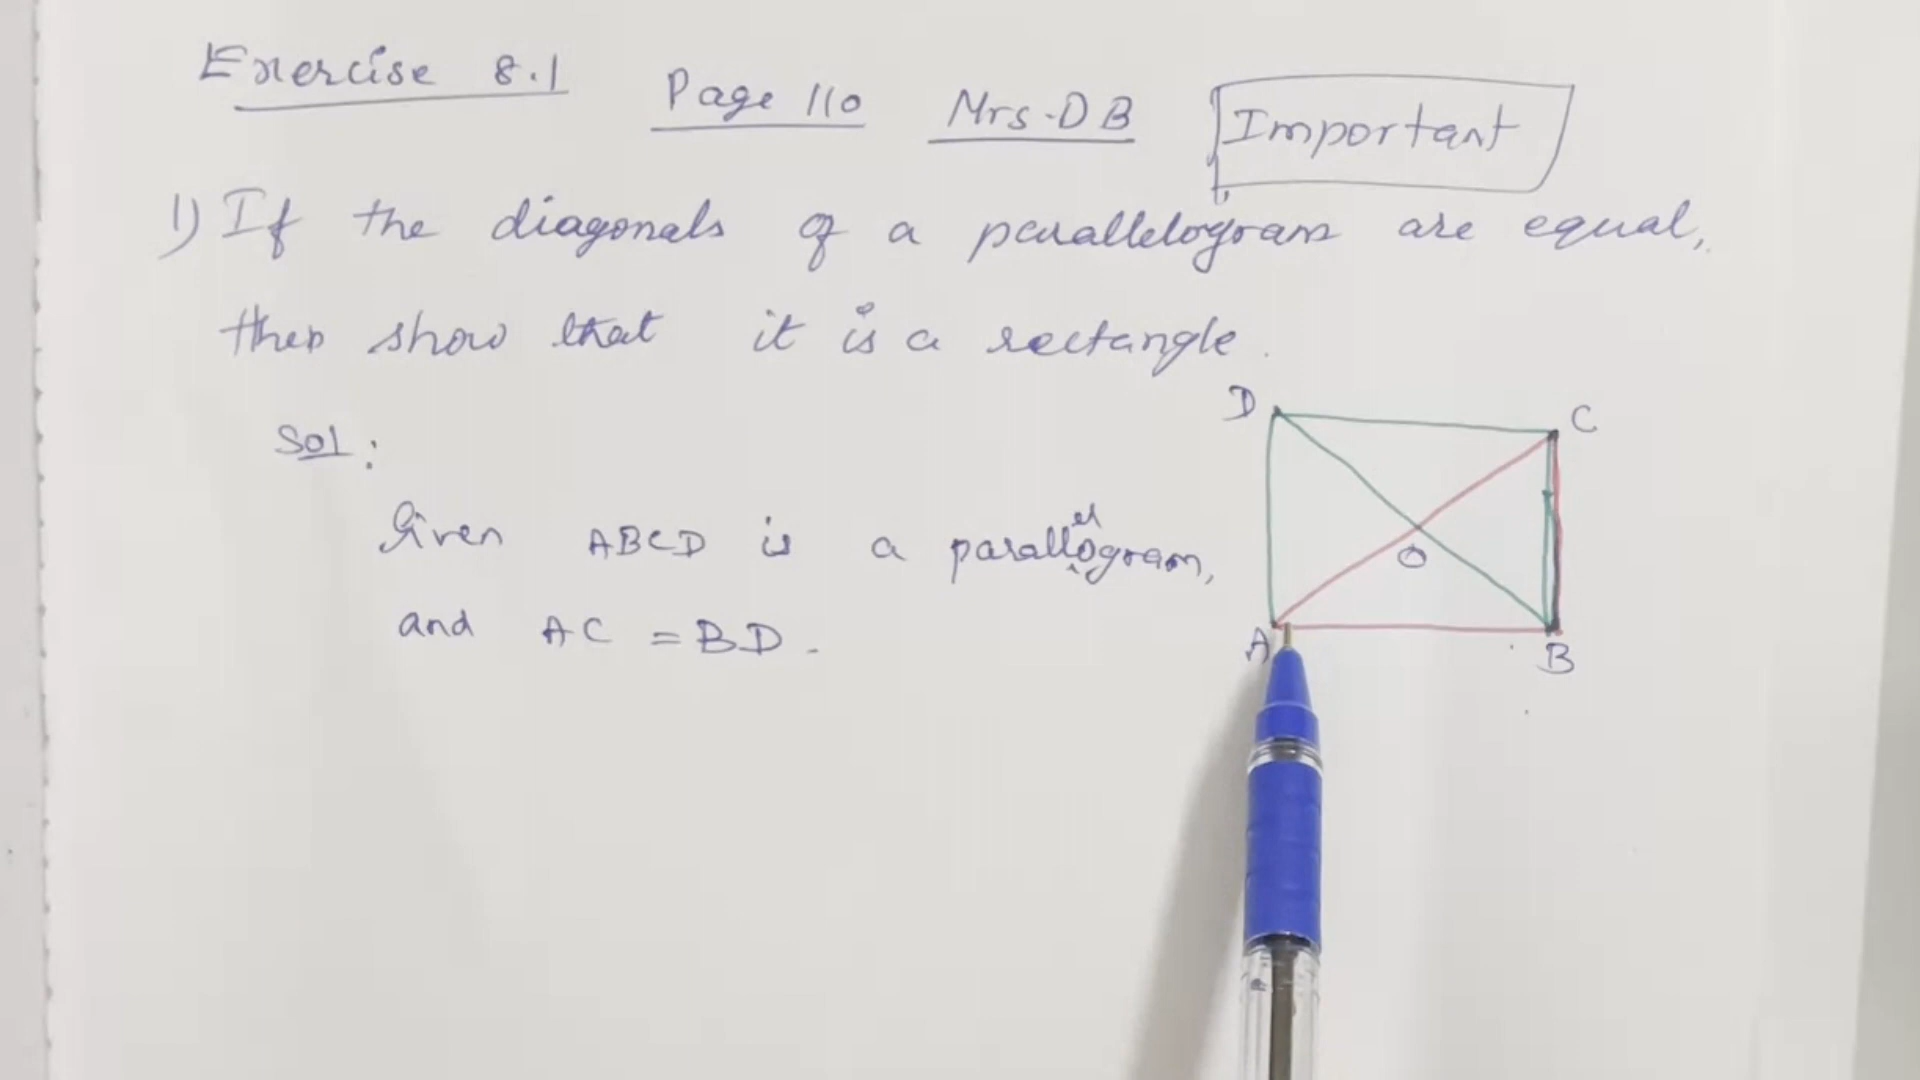 Exercise 8.1 Page 110 Mrs.DB Important
1) If the diagonals of a parallelogram are equal,
then show that it is a rectangle.
Sol:
Given ABCD is a parallelogram,
and AC = BD.
D C
O
A B